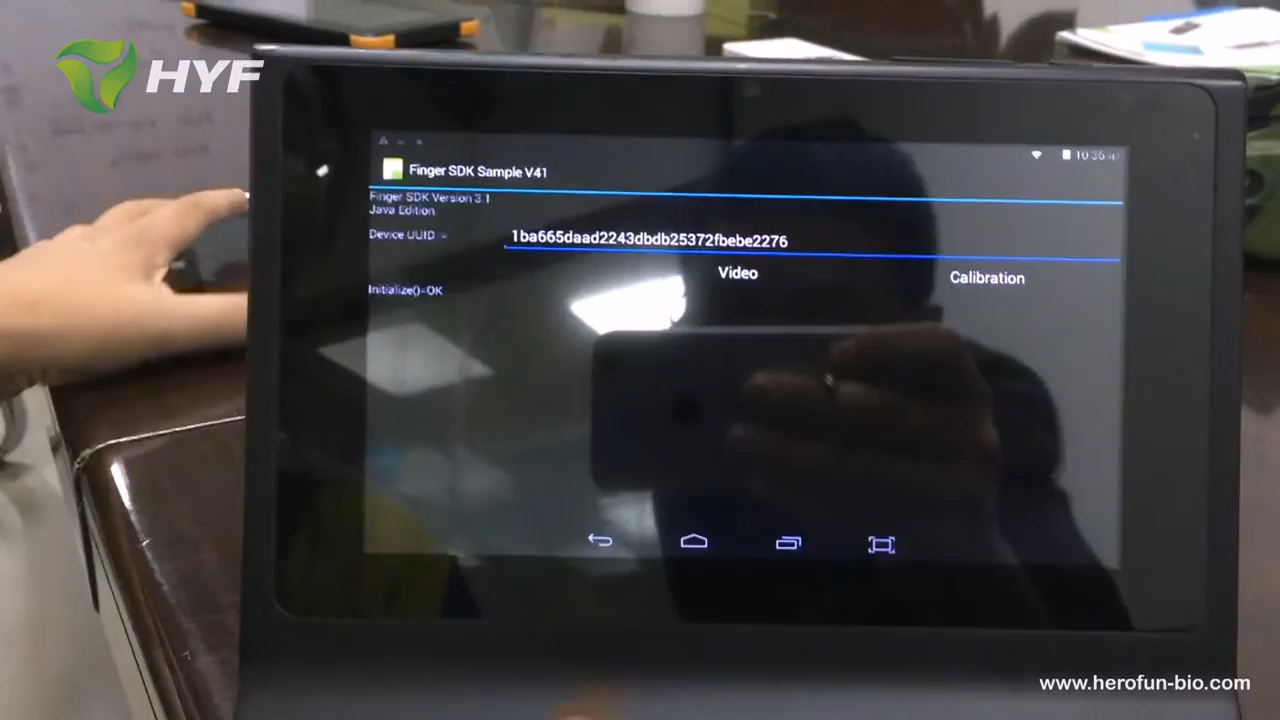 HYF
10:36
Finger SDK Sample V41
Finger SDK Version 3.1
Java Edition
Device UUID =
1ba665daad2243dbdb25372fbebe2276
Video
Calibration
Initialize()=OK
www.herofun-bio.com